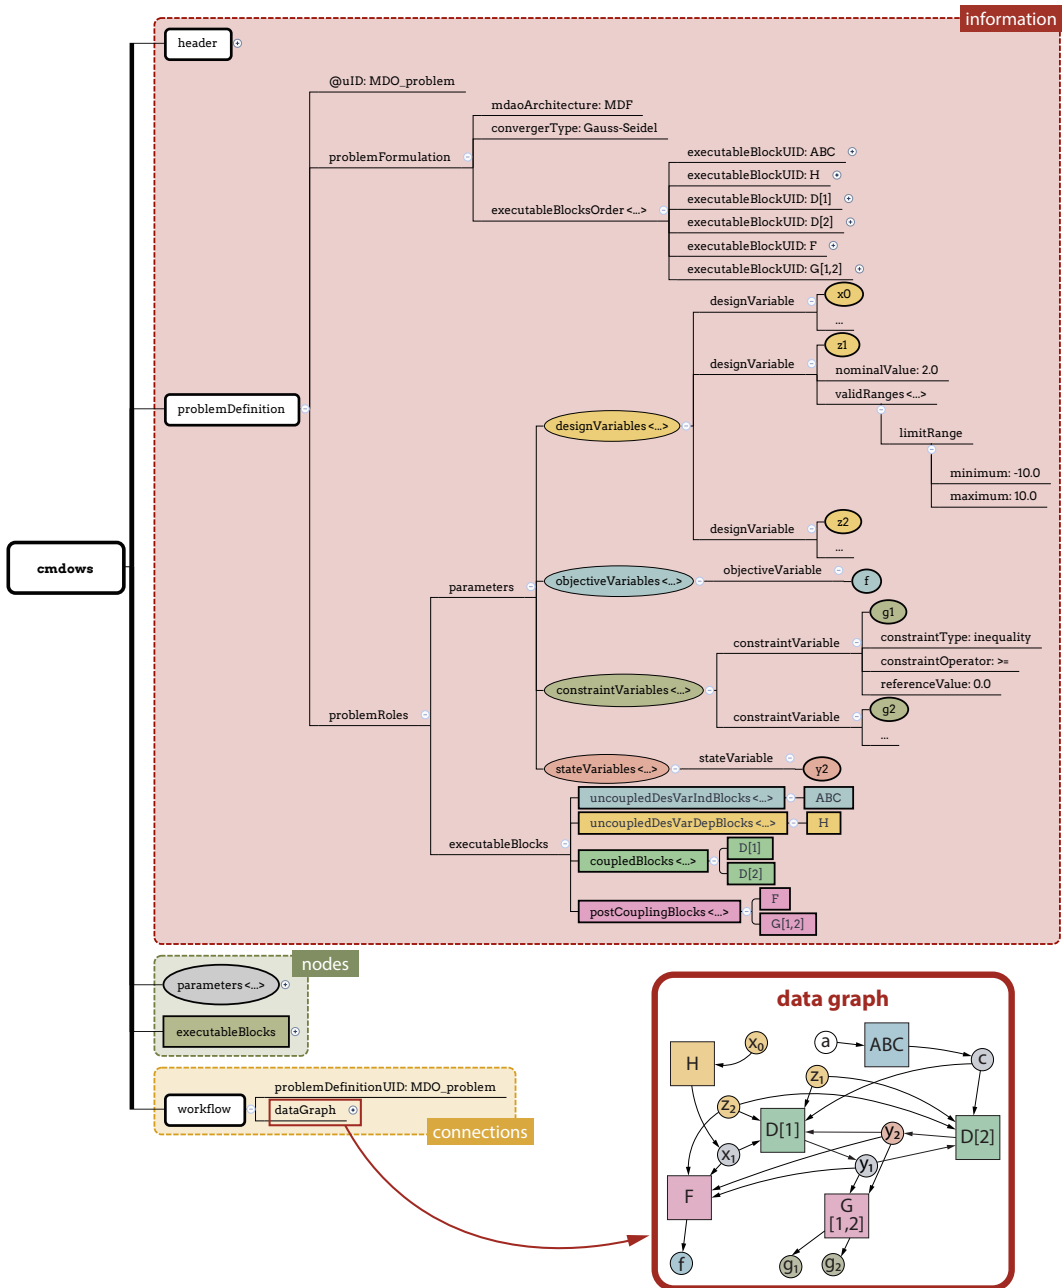 information
header
@uID: MDO_problem
mdaoArchitecture: MDF
convergerType: Gauss-Seidel
problemFormulation
executableBlockUID: ABC
executableBlockUID: H
executableBlockUID: D[1]
executableBlocksOrder <...>
executableBlockUID: D[2]
executableBlockUID: F
executableBlockUID: G[1,2]
designVariable
x0
...
z1
designVariable
nominalValue: 2.0
validRanges <...>
problemDefinition
designVariables <...>
limitRange
minimum: -10.0
maximum: 10.0
designVariable
z2
...
cmdows
parameters
objectiveVariables <...>
objectiveVariable
f
g1
constraintVariable
constraintType: inequality
constraintOperator: >=
constraintVariables <...>
referenceValue: 0.0
problemRoles
constraintVariable
g2
...
stateVariables <...>
stateVariable
y2
uncoupledDesVarIndBlocks <...>
ABC
uncoupledDesVarDepBlocks <...>
H
executableBlocks
coupledBlocks <...>
D[1]
D[2]
postCouplingBlocks <...>
F
G[1,2]
nodes
parameters <...>
executableBlocks
problemDefinitionUID: MDO_problem
workflow
dataGraph
connections
data graph
H
x0
a
ABC
c
z1
z2
D[1]
y2
D[2]
x1
y1
F
G
[1,2]
f
g1
g2